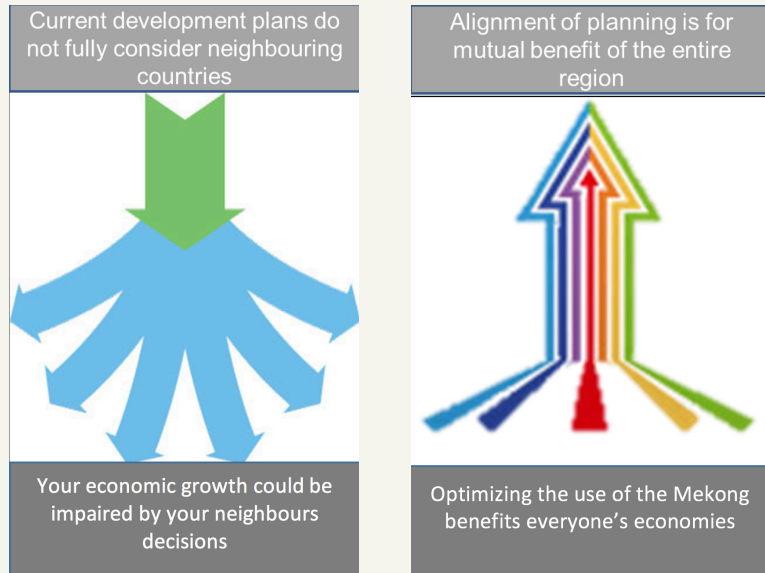 Current development plans do
not fully consider neighbouring
countries
Your economic growth could be
impaired by your neighbours
decisions
Alignment of planning is for
mutual benefit of the entire
region
Optimizing the use of the Mekong
benefits everyone's economies